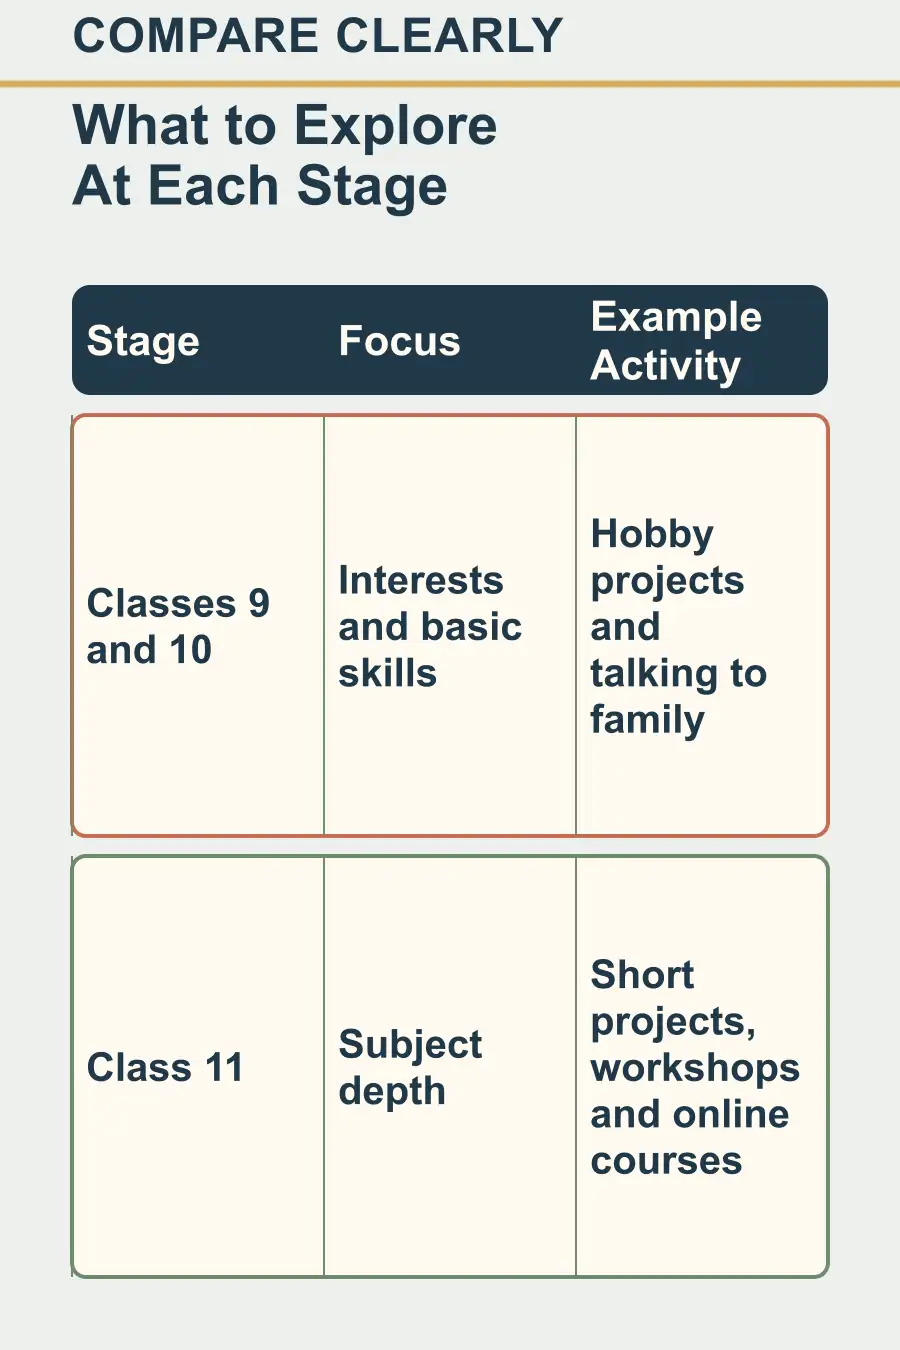 COMPARE CLEARLY
What to Explore
At Each Stage
Stage
Focus
Example
Activity
Classes 9
and 10
Interests
and basic
skills
Hobby
projects
and
talking to
family
Class 11
Subject
depth
Short
projects,
workshops
and online
courses